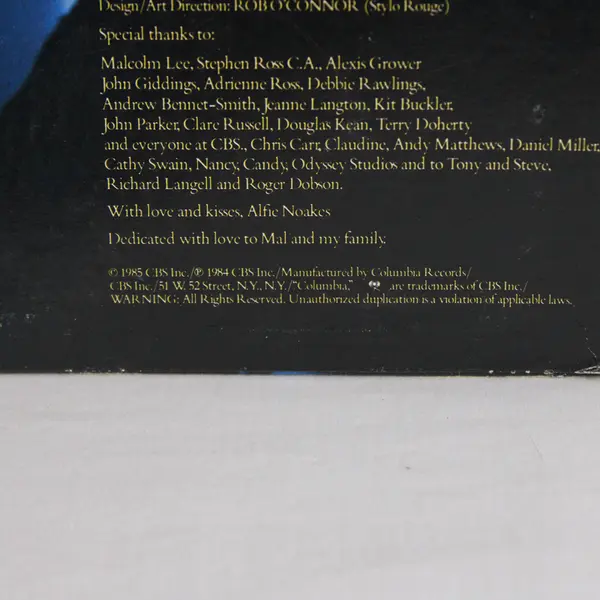 Design/Art Direction: ROB O'CONNOR (Stylo Rouge)
Special thanks to:
Malcolm Lee, Stephen Ross C.A., Alexis Grower
John Giddings, Adrienne Ross, Debbie Rawlings,
Andrew Bennet-Smith, Jeanne Langton, Kit Buckler,
John Parker, Clare Russell, Douglas Kean, Terry Doherty
and everyone at CBS., Chris Carr, Claudine, Andy Matthews, Daniel Miller,
Cathy Swain, Nancy, Candy, Odyssey Studios and to Tony and Steve,
Richard Langell and Roger Dobson.
With love and kisses, Alfie Noakes
Dedicated with love to Mal and my family.
© 1985 CBS Inc./℗ 1984 CBS Inc./Manufactured by Columbia Records/
CBS Inc./51 W. 52 Street, N.Y., N.Y./"Columbia," are trademarks of CBS Inc./
WARNING: All Rights Reserved. Unauthorized duplication is a violation of applicable laws.